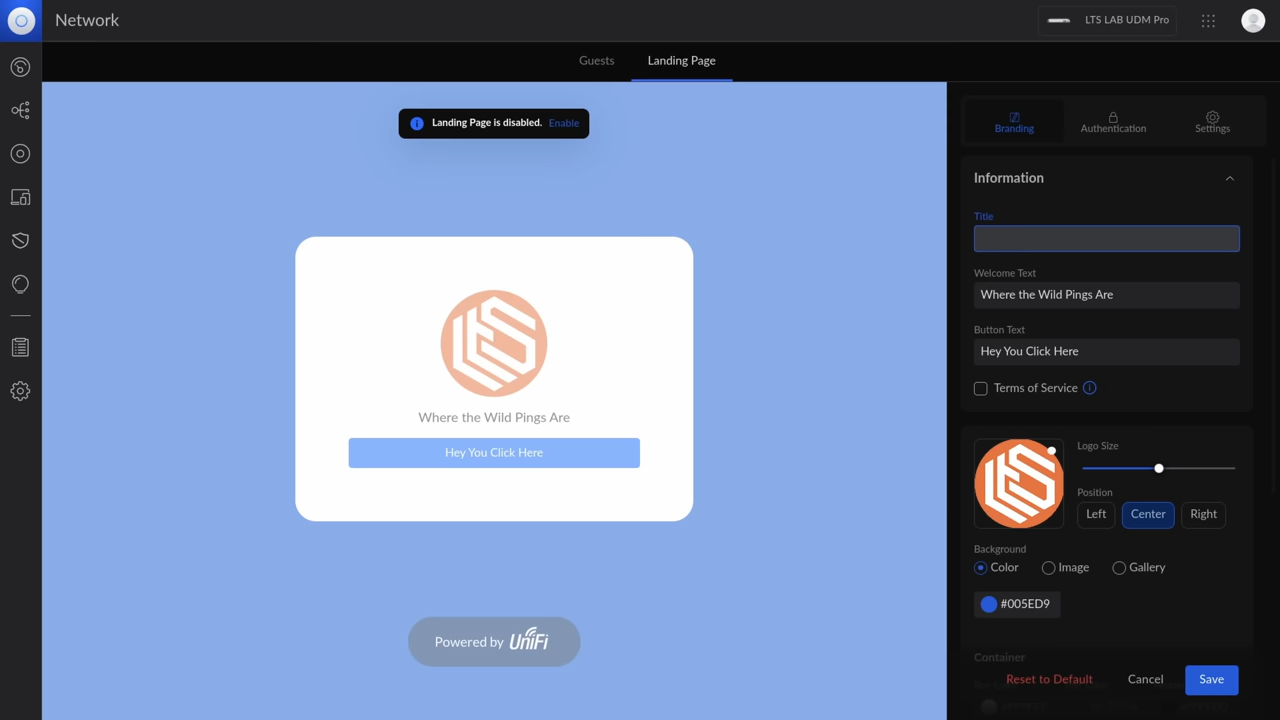 Network
LTS LAB UDM Pro
Guests
Landing Page
Landing Page is disabled. Enable
Where the Wild Pings Are
Hey You Click Here
Powered by UniFi
Branding
Authentication
Settings
Information
Title
Welcome Text
Where the Wild Pings Are
Button Text
Hey You Click Here
Terms of Service
Logo Size
Position
Left
Center
Right
Background
Color
Image
Gallery
#005ED9
Container
Reset to Default
Cancel
Save